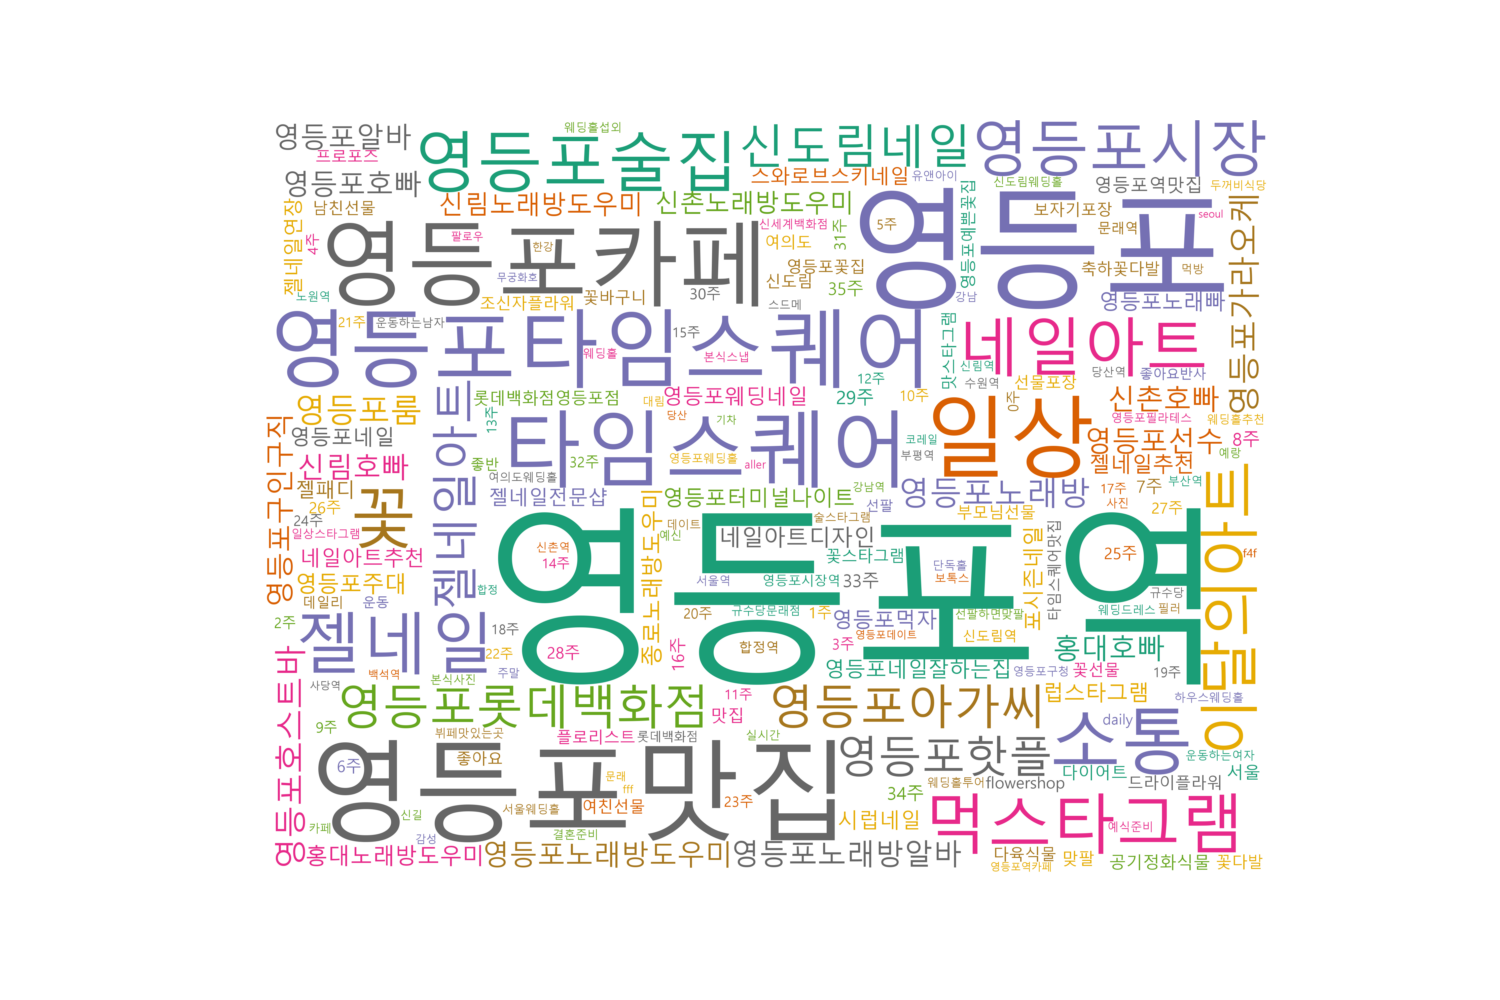 웨딩홀섭외
영등포알바
영등포술집
신도림네일
영등포시장
프로포즈
영등포호빠
스와로브스키네일
유앤아이
신도림웨딩홀
영등포역맛집
두꺼비식당
남친선물
신림노래방도우미
신촌노래방도우미
영등포
보자기포장
seoul
젤네일연장
4주
팔로우
한강
영등포카페
신세계백화점
여의도
31주
5주
영등포예쁜꽃집
문래역
영등포가라오케
무궁화호
영등포꽃집
신도림
35주
축하꽃다발
먹방
노원역
조신자플라워
꽃바구니
30주
스드메
강남
영등포노래빠
21주
운동하는남자
영등포타임스퀘어
15주
웨딩홀
본식스냅
맛스타그램
네일아트
신림역
당산역
좋아요반사
12주
수원역
선물포장
영등포룸
롯데백화점영등포점
13주
대림
영등포웨딩네일
29주
10주
일상
신촌호빠
웨딩홀추천
당산
기차
영등포필라테스
영등포구인구직
영등포네일
젤네일아트
타임스퀘어
코레일
부평역
영등포선수
8주
신림호빠
좋반
32주
영등포웨딩홀
aller
젤네일추천
예랑
젤패디
꽃
여의도웨딩홀
강남역
영등포노래방
17주
7주
부산역
26주
젤네일전문샵
영등포터미널나이트
선팔
부모님선물
사진
27주
24주
일상스타그램
데이트
예신
술스타그램
네일아트디자인
포시즌네일
타임스퀘어맛집
이달의아트
네일아트추천
신촌역
14주
영등포역
종로노래방도우미
꽃스타그램
단독홀
보톡스
25주
f4f
영등포주대
합정
서울역
영등포시장역
33주
규수당
데일리
운동
20주
규수당문래점
1주
선팔하면맞팔
웨딩드레스
필러
2주
젤네일
18주
영등포먹자
영등포데이트
신도림역
홍대호빠
22주
28주
16주
합정역
3주
주말
백석역
본식사진
사당역
영등포네일잘하는집
영등포구청
꽃선물
19주
영등포호스트바
영등포롯데백화점
11주
맛집
영등포아가씨
럽스타그램
하우스웨딩홀
9주
뷔페맛있는곳
플로리스트
롯데백화점
실시간
daily
소통
6주
영등포맛집
좋아요
영등포핫플
다이어트
운동하는여자
서울
문래
fff
서울웨딩홀
여친선물
23주
웨딩홀투어
flowershop
드라이플라워
34주
카페
신길
감성
결혼준비
시럽네일
먹스타그램
예식준비
홍대노래방도우미
영등포노래방도우미
영등포노래방알바
다육식물
맞팔
영등포역카페
공기정화식물
꽃다발